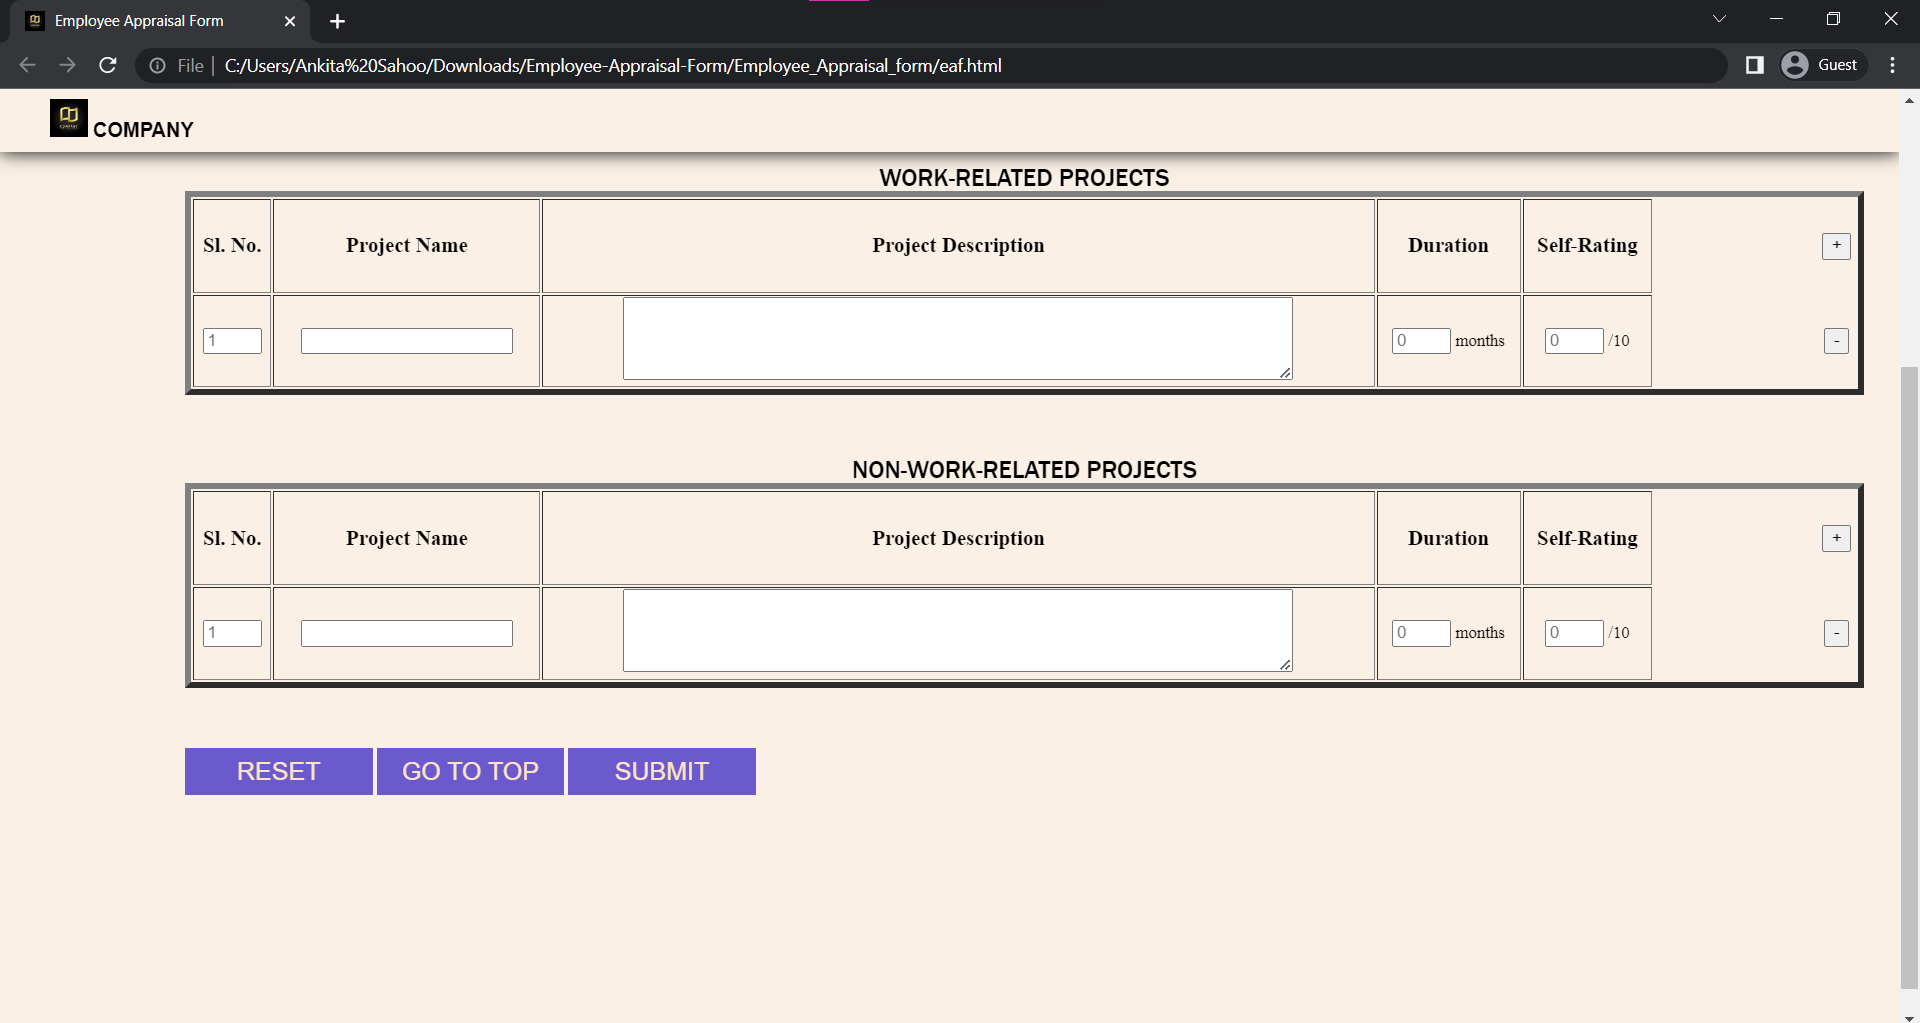 Employee Appraisal Form
File C:/Users/Ankita%20Sahoo/Downloads/Employee-Appraisal-Form/Employee_Appraisal_form/eaf.html Guest
COMPANY
WORK-RELATED PROJECTS
Sl. No. Project Name Project Description Duration Self-Rating +
1 0 months 0 /10 -
NON-WORK-RELATED PROJECTS
Sl. No. Project Name Project Description Duration Self-Rating +
1 0 months 0 /10 -
RESET GO TO TOP SUBMIT